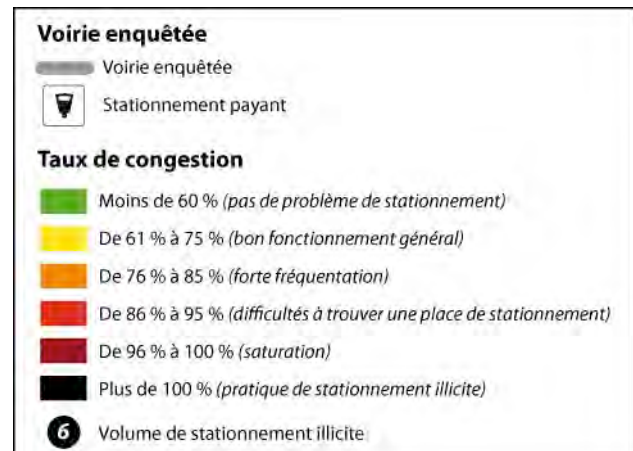 Voirie enquêtée
Voirie enquêtée
Stationnement payant
Taux de congestion
Moins de 60 % (pas de problème de stationnement)
De 61 % à 75 % (bon fonctionnement général)
De 76 % à 85 % (forte fréquentation)
De 86 % à 95 % (difficultés à trouver une place de stationnement)
De 96 % à 100 % (saturation)
Plus de 100 % (pratique de stationnement illicite)
6 Volume de stationnement illicite